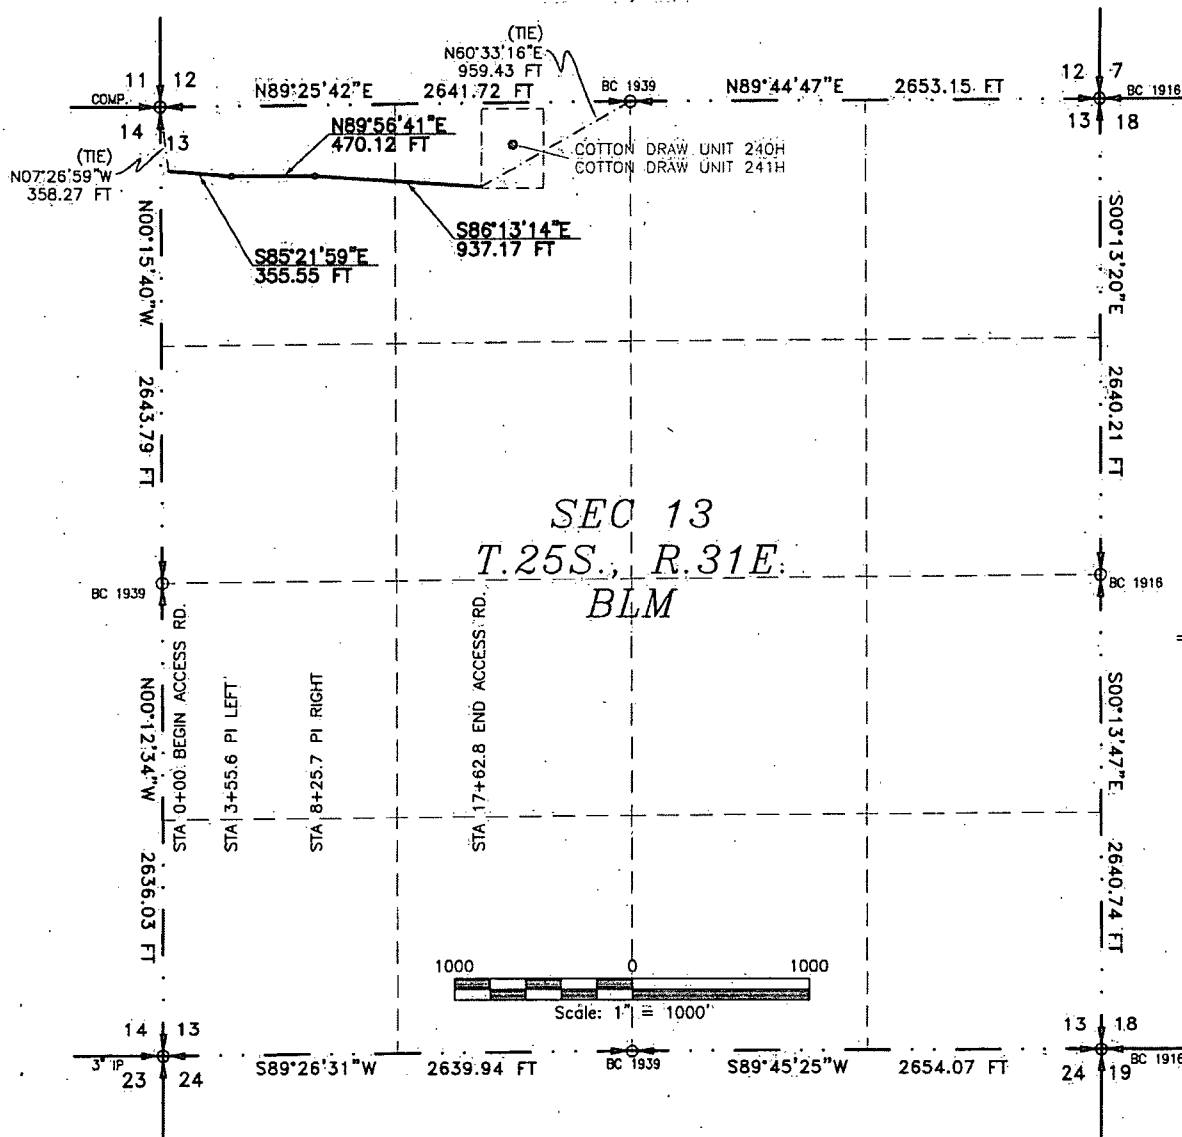 (TIE)
N60°33'16"E
959.43 FT
11 12
COMP.
N89°25'42"E 2641.72 FT
BC 1939
N89°44'47"E 2653.15 FT
12 7
BC 1916
14 13
13 18
(TIE)
N07°26'59"W
358.27 FT
N89°56'41"E
470.12 FT
COTTON DRAW UNIT 240H
COTTON DRAW UNIT 241H
S85°21'59"E
355.55 FT
S86°13'14"E
937.17 FT
N00°15'40"W
2643.79 FT
S00°13'20"E
2640.21 FT
SEC 13
T.25S., R.31E.
BLM
BC 1939
BC 1916
STA 0+00 BEGIN ACCESS RD.
STA 3+55.6 PI LEFT
STA 8+25.7 PI RIGHT
STA 17+62.8 END ACCESS RD.
N00°12'34"W
2636.03 FT
S00°13'47"E
2640.74 FT
1000 0 1000
Scale: 1" = 1000'
14 13
3" IP
23 24
S89°26'31"W 2639.94 FT
BC 1939
S89°45'25"W 2654.07 FT
13 18
BC 1916
24 19